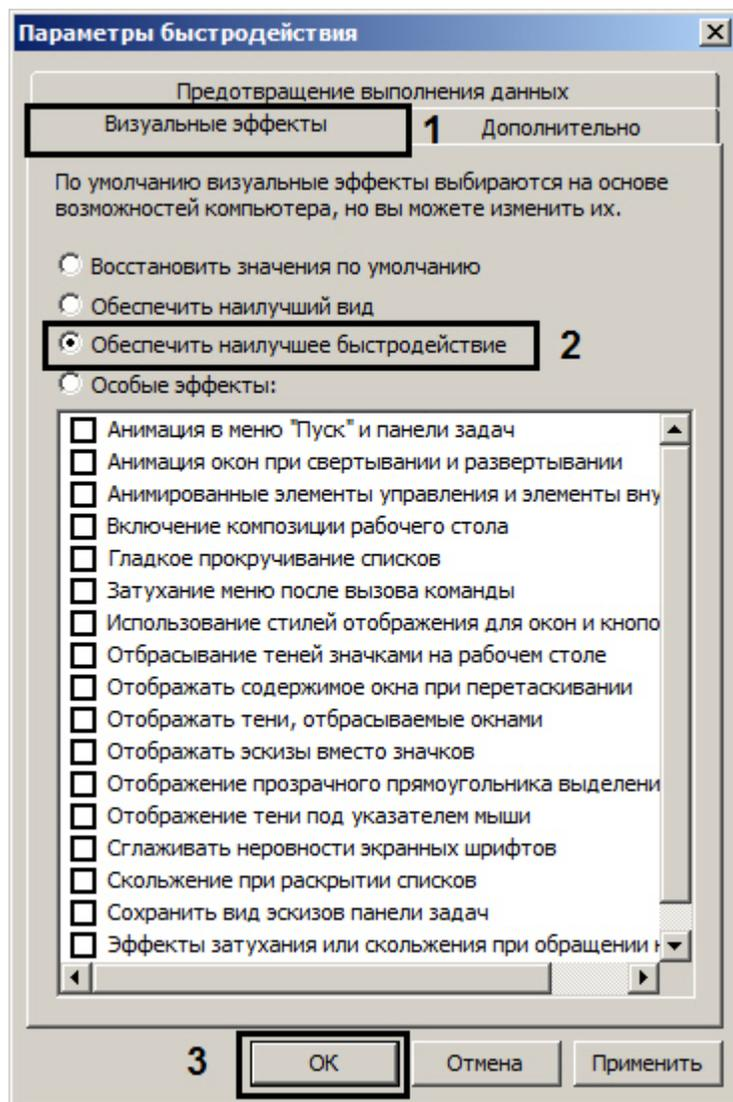 Параметры быстродействия
Предотвращение выполнения данных
Визуальные эффекты 1 Дополнительно
По умолчанию визуальные эффекты выбираются на основе
возможностей компьютера, но вы можете изменить их.
Восстановить значения по умолчанию
Обеспечить наилучший вид
Обеспечить наилучшее быстродействие 2
Особые эффекты:
Анимация в меню "Пуск" и панели задач
Анимация окон при свертывании и развертывании
Анимированные элементы управления и элементы вну
Включение композиции рабочего стола
Гладкое прокручивание списков
Затухание меню после вызова команды
Использование стилей отображения для окон и кнопо
Отбрасывание теней значками на рабочем столе
Отображать содержимое окна при перетаскивании
Отображать тени, отбрасываемые окнами
Отображать эскизы вместо значков
Отображение прозрачного прямоугольника выделени
Отображение тени под указателем мыши
Сглаживать неровности экранных шрифтов
Скольжение при раскрытии списков
Сохранить вид эскизов панели задач
Эффекты затухания или скольжения при обращении
3 ОК Отмена Применить